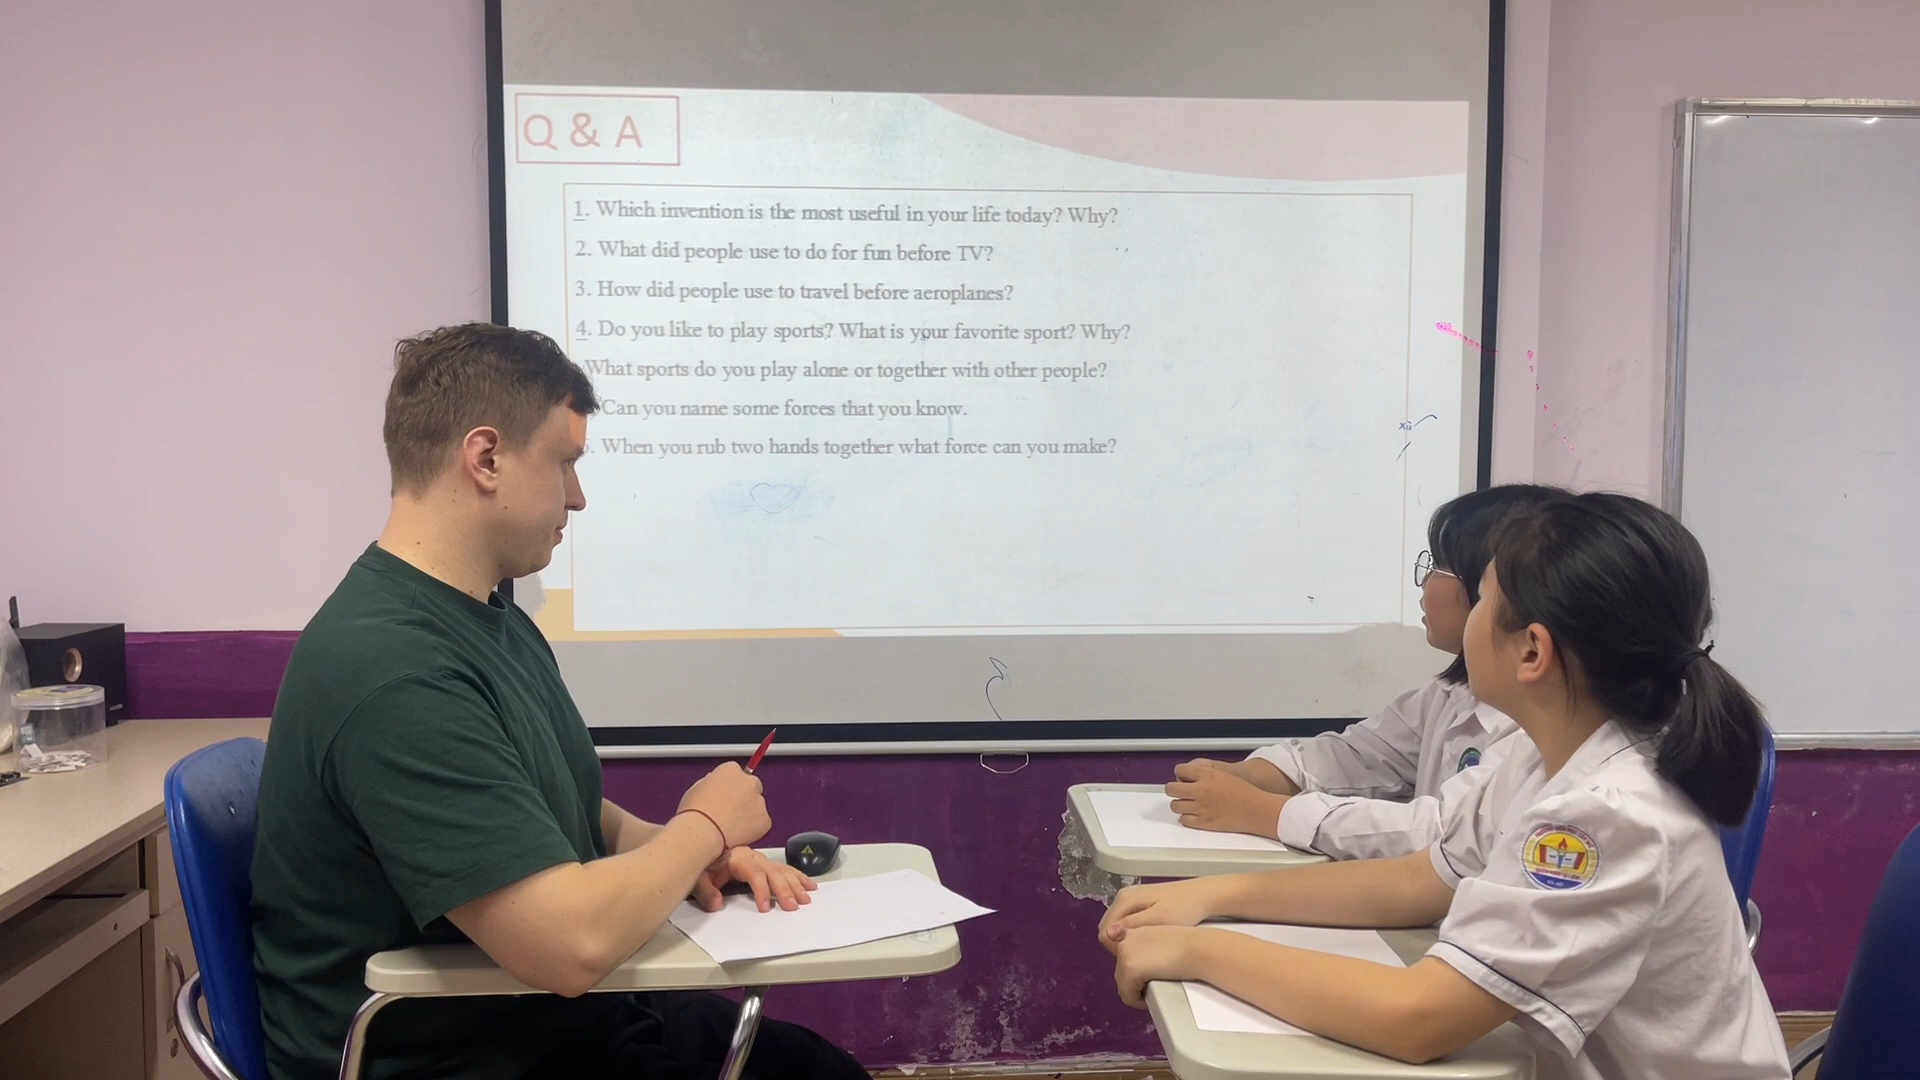 Q & A
1. Which invention is the most useful in your life today? Why?
2. What did people use to do for fun before TV?
3. How did people use to travel before aeroplanes?
4. Do you like to play sports? What is your favorite sport? Why?
What sports do you play alone or together with other people?
Can you name some forces that you know.
. When you rub two hands together what force can you make?